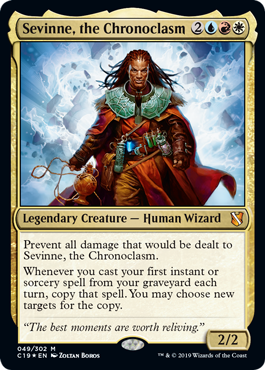 Sevinne, the Chronoclasm 2
Legendary Creature — Human Wizard
Prevent all damage that would be dealt to
Sevinne, the Chronoclasm.
Whenever you cast your first instant or
sorcery spell from your graveyard each
turn, copy that spell. You may choose new
targets for the copy.
“The best moments are worth reliving.”
2/2
049/302 M
C19 ★ EN Zoltan Boros
™ & © 2019 Wizards of the Coast